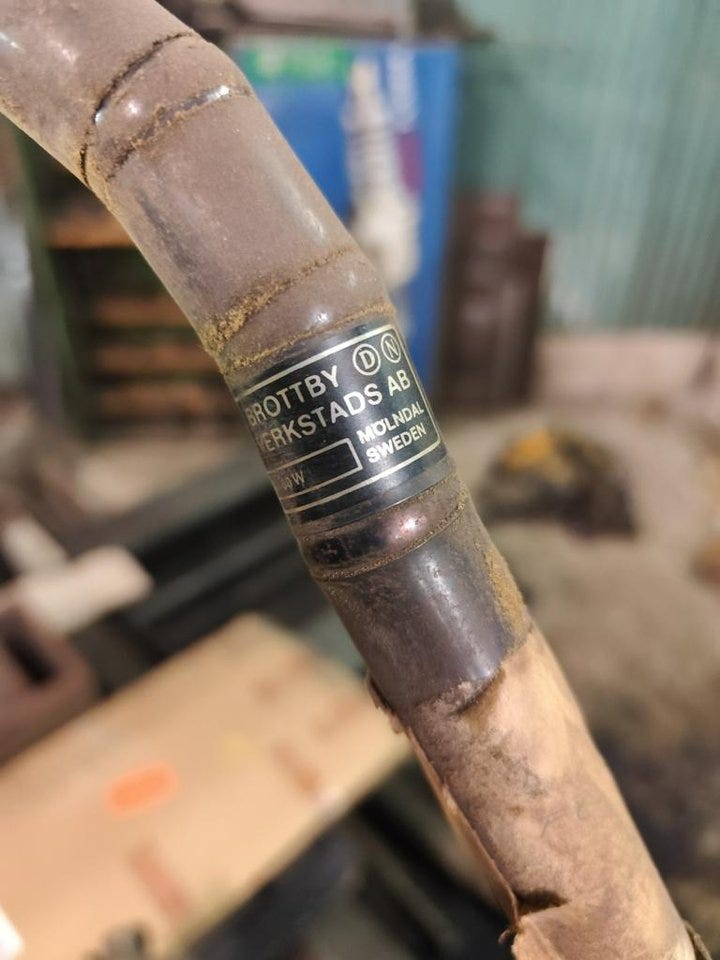 BROTTBY D N
VERKSTADS AB
MÖLNDAL
SWEDEN